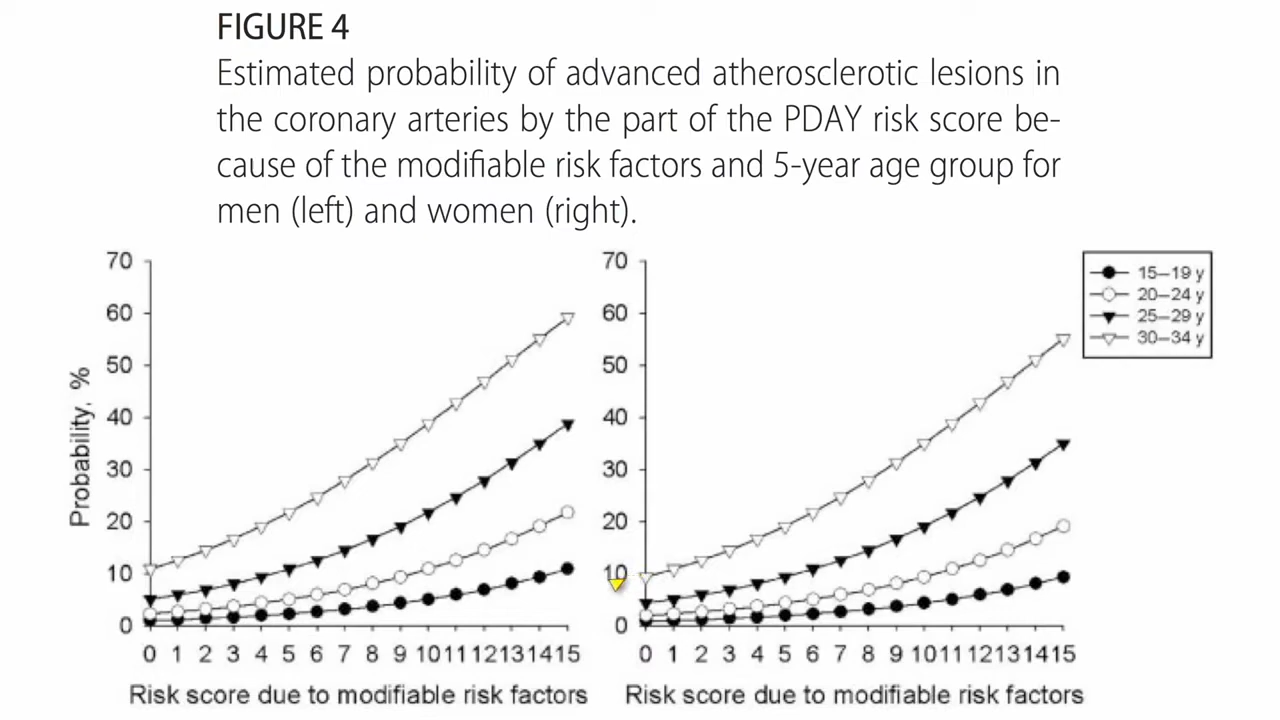 FIGURE 4
Estimated probability of advanced atherosclerotic lesions in
the coronary arteries by the part of the PDAY risk score be-
cause of the modifiable risk factors and 5-year age group for
men (left) and women (right).
70
60
50
40
30
20
10
0
Probability, %
0 1 2 3 4 5 6 7 8 9 10 11 12 13 14 15
Risk score due to modifiable risk factors
70
60
50
40
30
20
10
0
0 1 2 3 4 5 6 7 8 9 10 11 12 13 14 15
Risk score due to modifiable risk factors
15–19 y
20–24 y
25–29 y
30–34 y